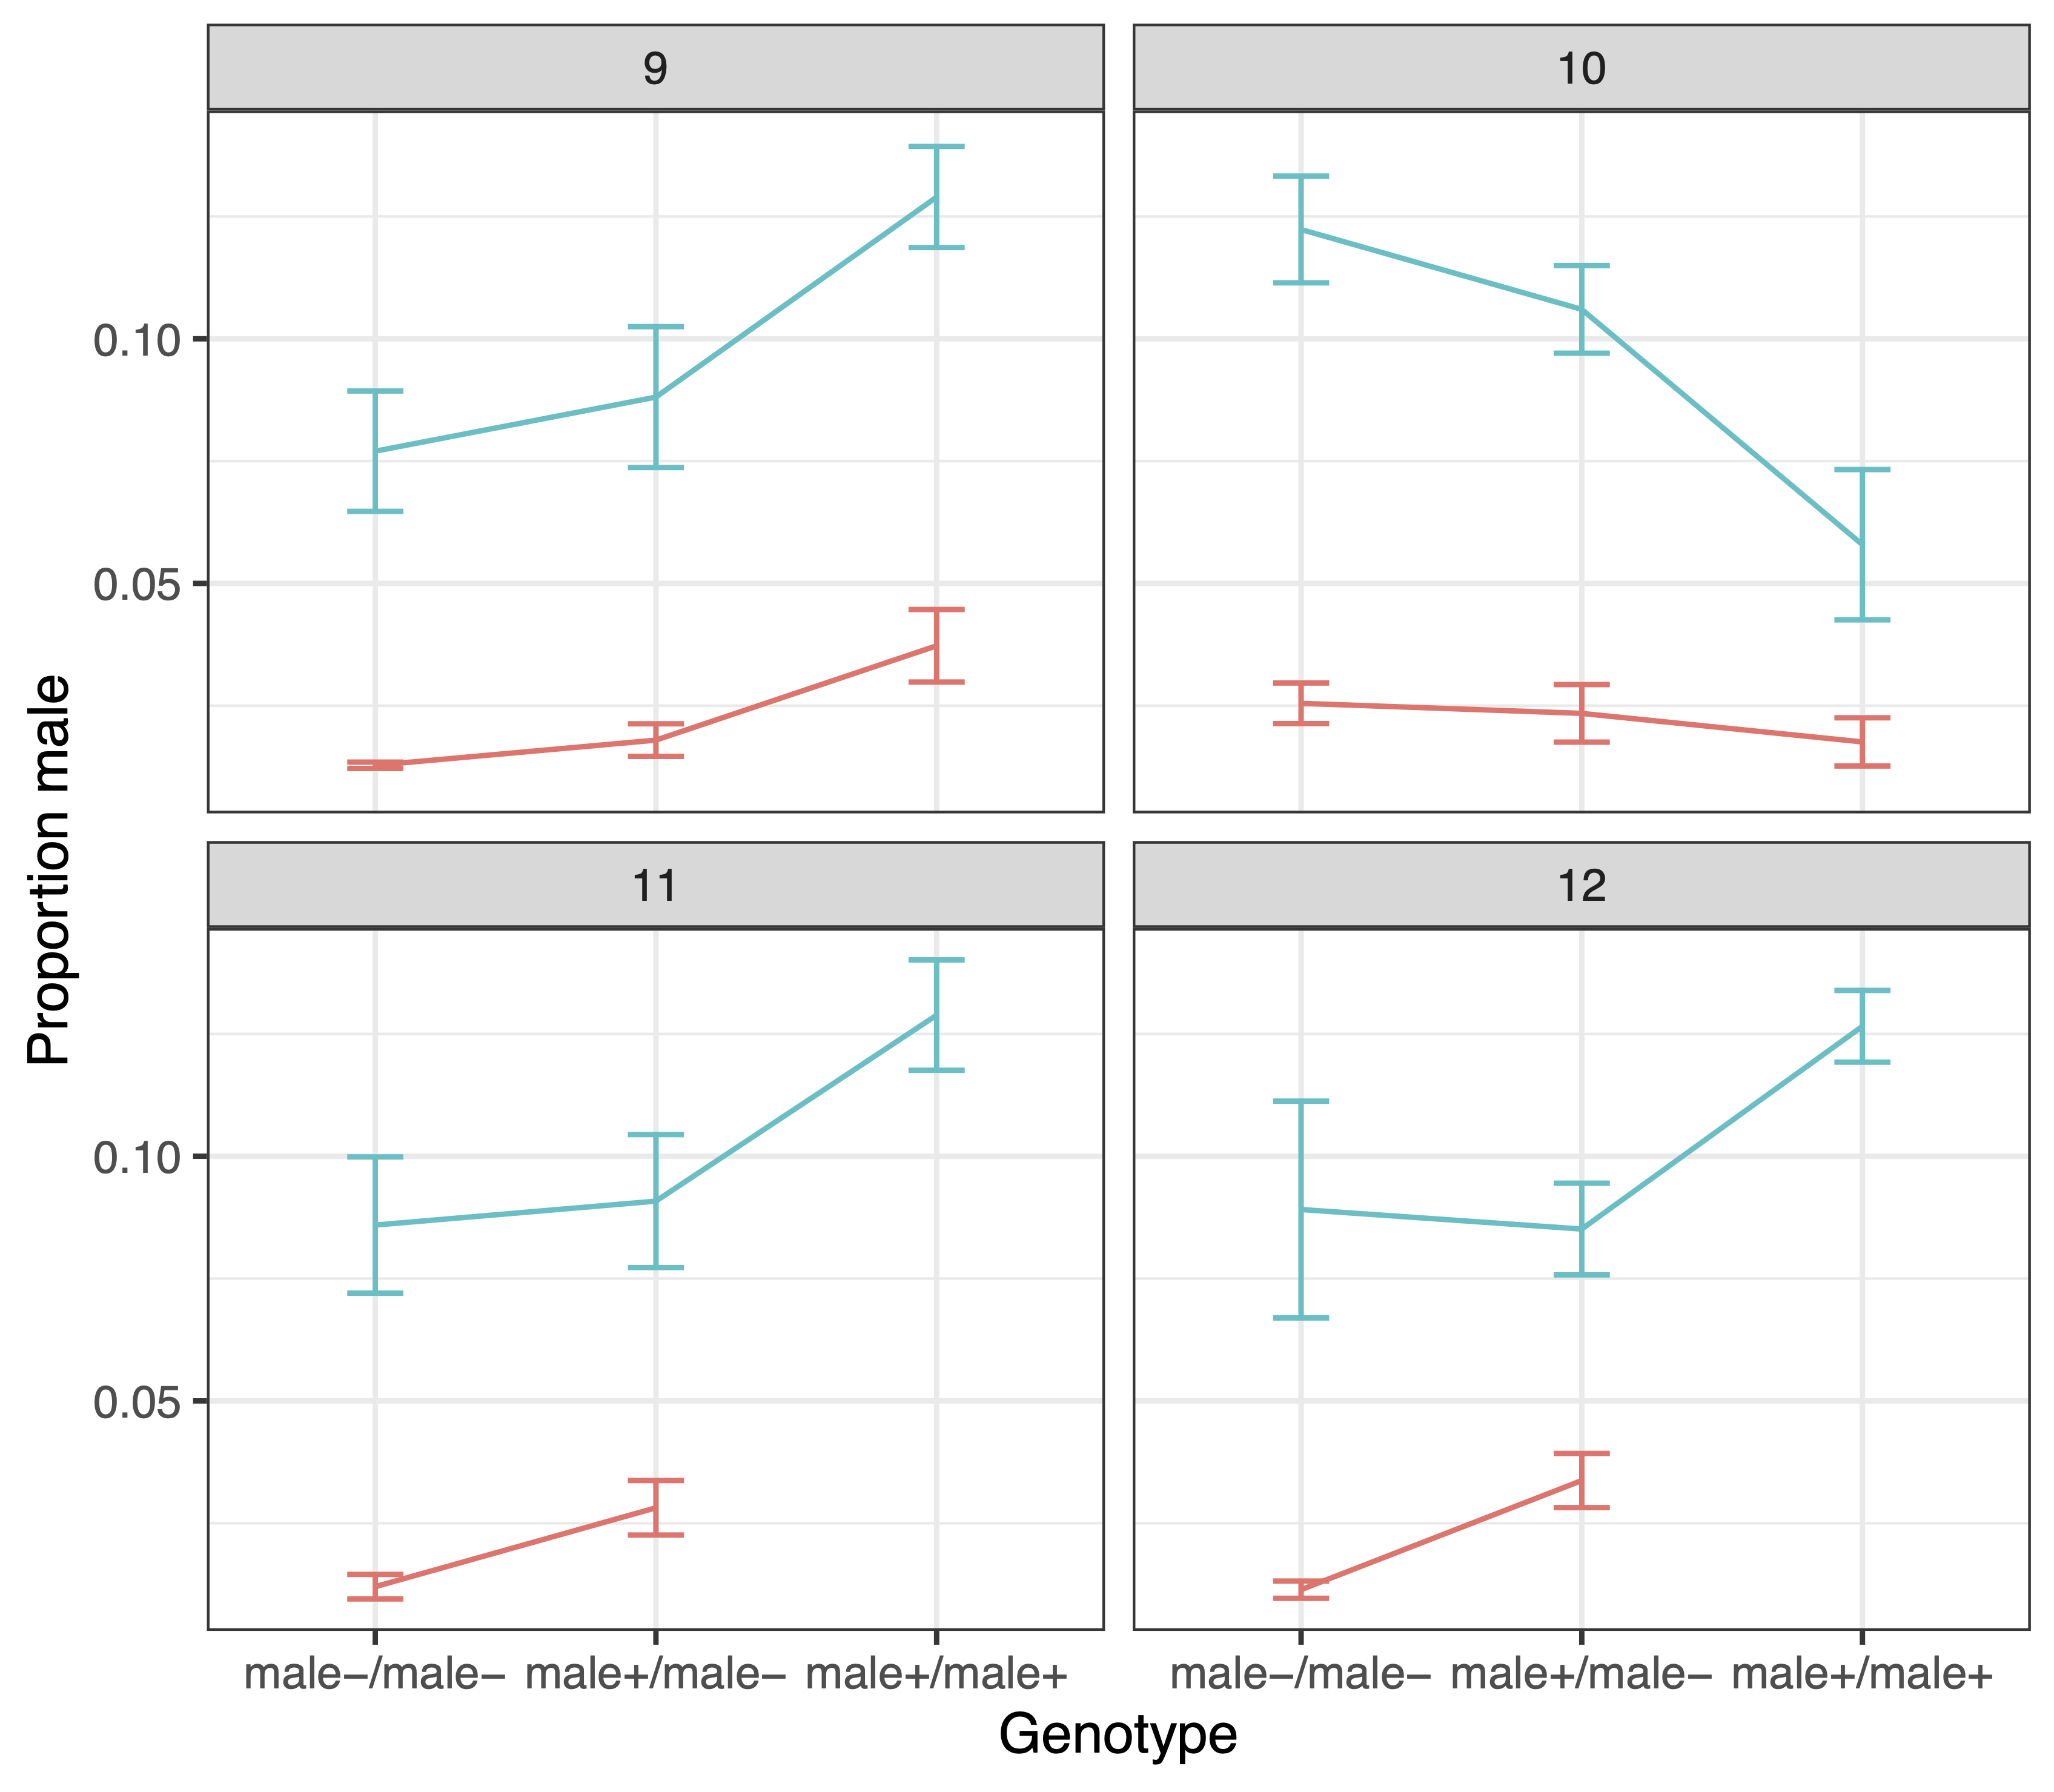 9
10
0.10
0.05
11
12
0.10
0.05
Proportion male
male−/male− male+/male− male+/male+
male−/male− male+/male− male+/male+
Genotype